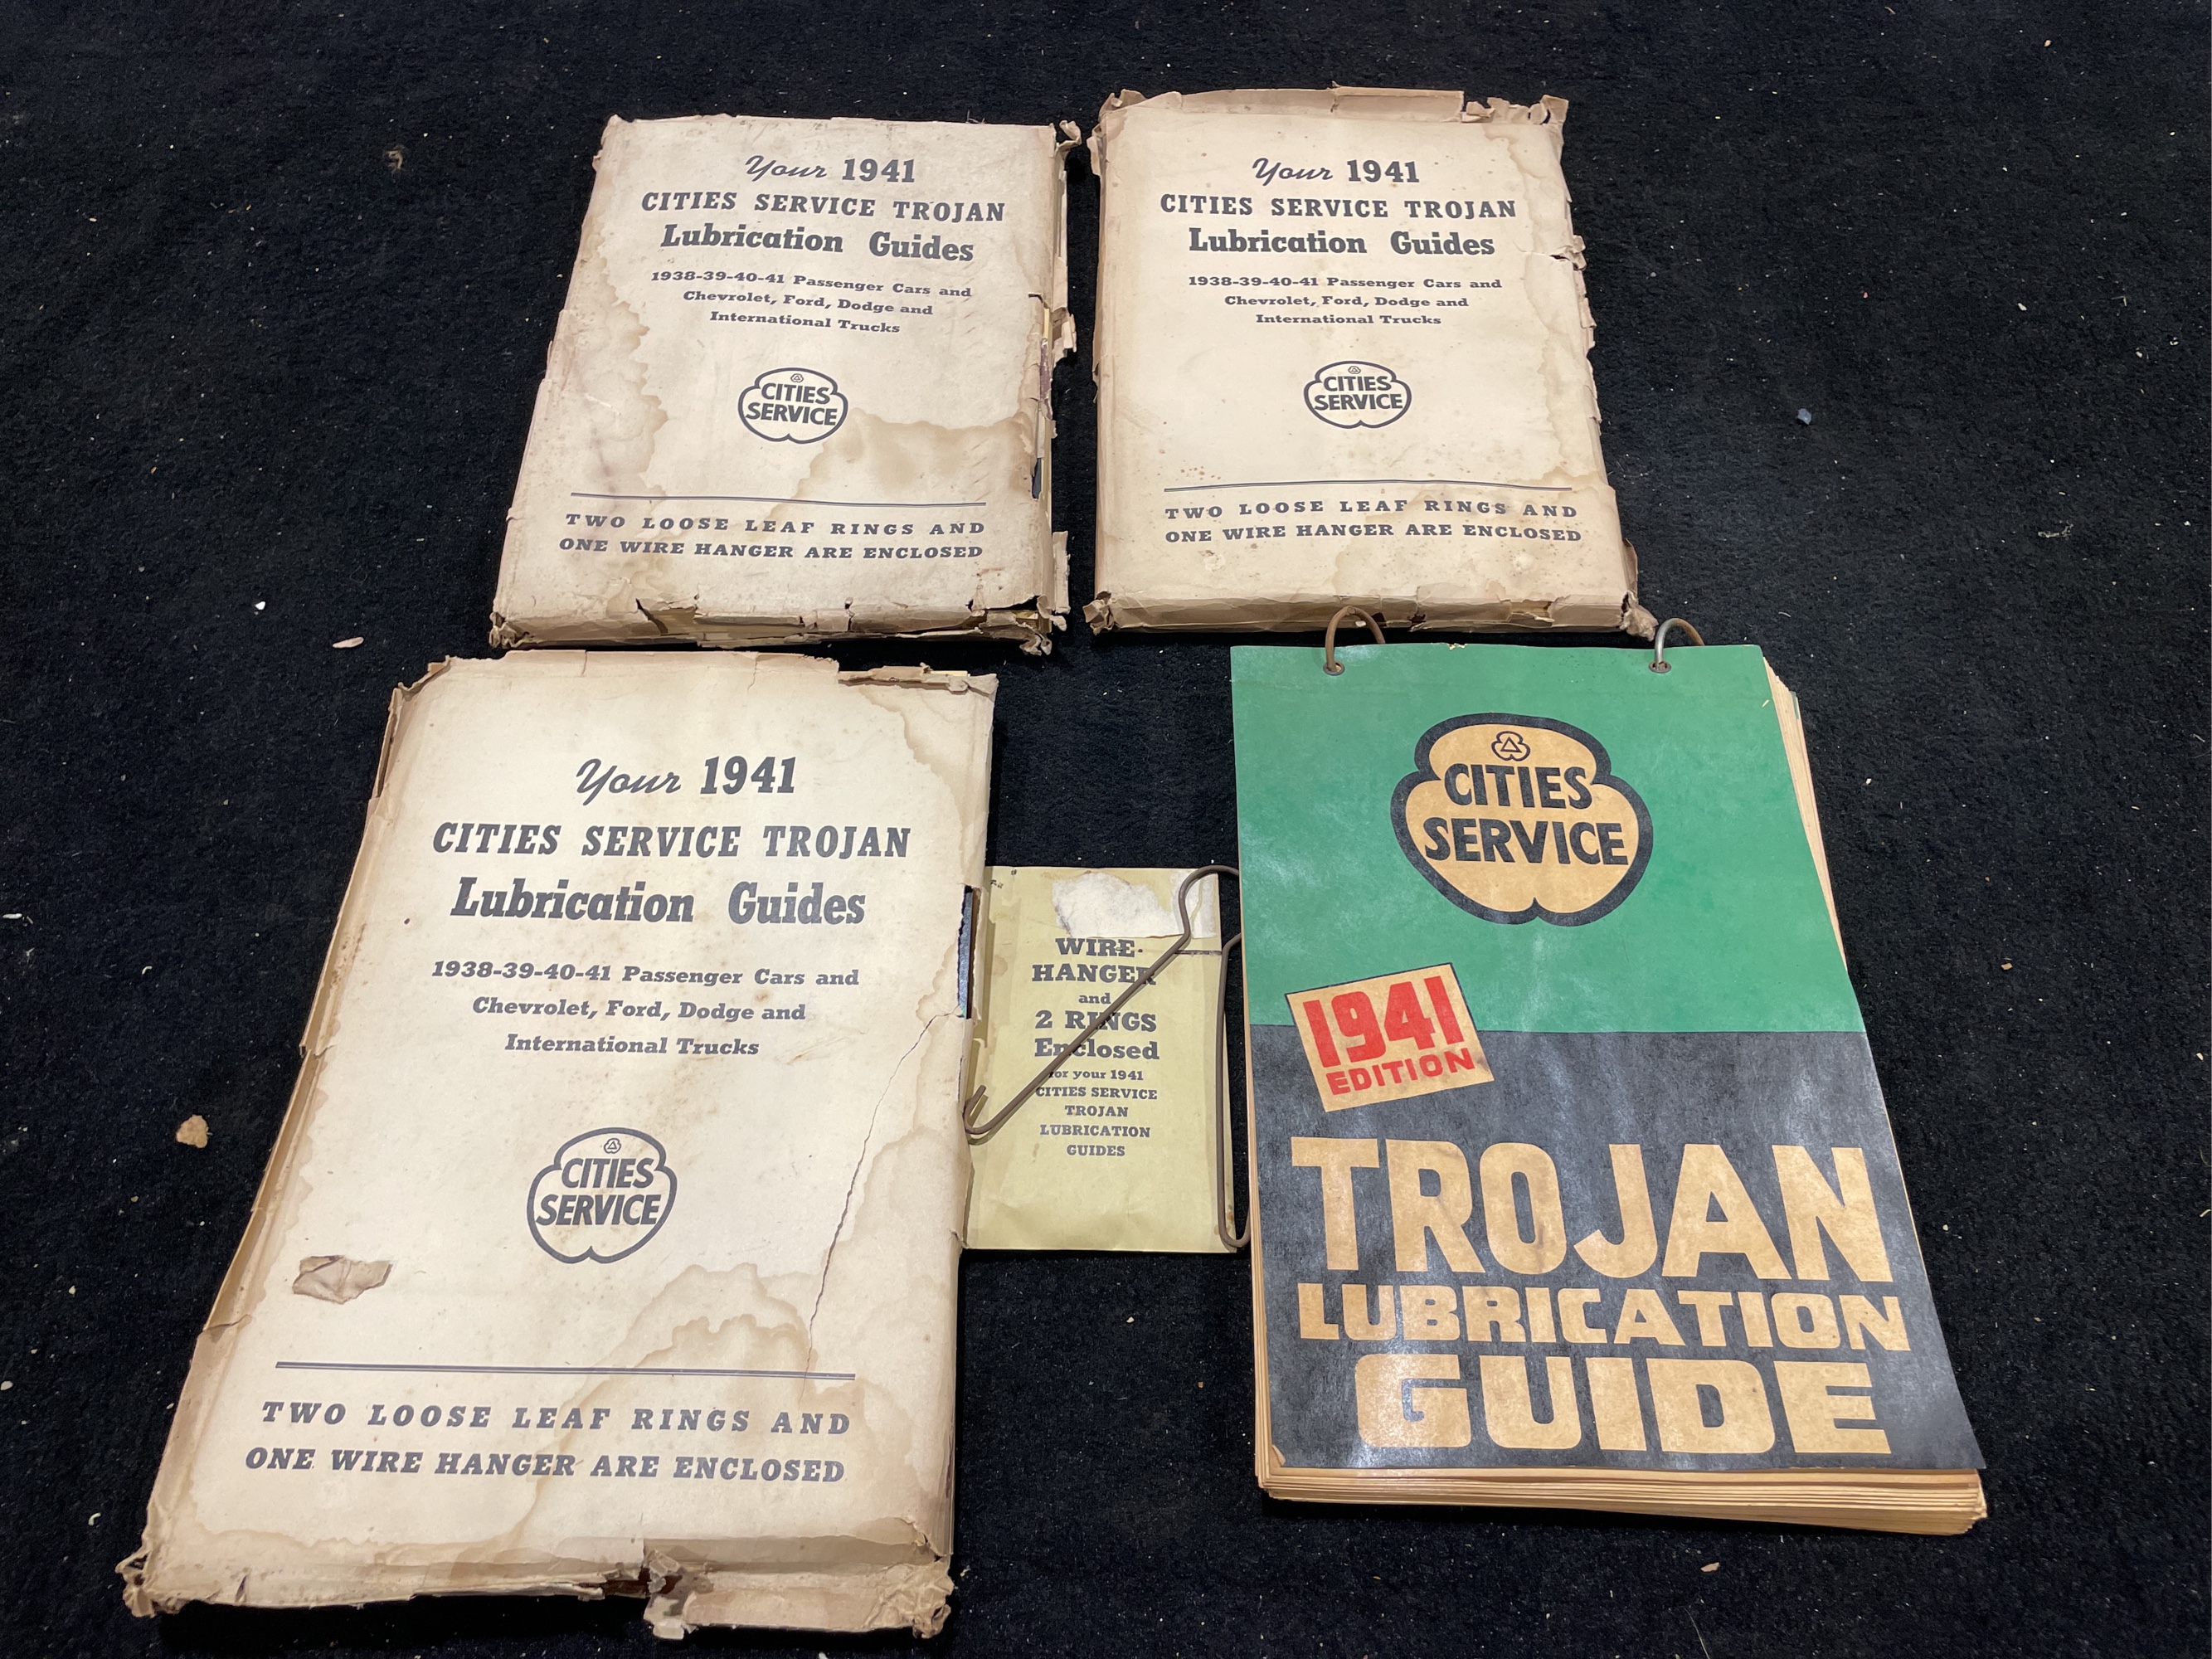 Your 1941
CITIES SERVICE TROJAN
Lubrication Guides
1938-39-40-41 Passenger Cars and
Chevrolet, Ford, Dodge and
International Trucks
CITIES
SERVICE
TWO LOOSE LEAF RINGS AND
ONE WIRE HANGER ARE ENCLOSED
Your 1941
CITIES SERVICE TROJAN
Lubrication Guides
1938-39-40-41 Passenger Cars and
Chevrolet, Ford, Dodge and
International Trucks
CITIES
SERVICE
TWO LOOSE LEAF RINGS AND
ONE WIRE HANGER ARE ENCLOSED
Your 1941
CITIES SERVICE TROJAN
Lubrication Guides
1938-39-40-41 Passenger Cars and
Chevrolet, Ford, Dodge and
International Trucks
CITIES
SERVICE
TWO LOOSE LEAF RINGS AND
ONE WIRE HANGER ARE ENCLOSED
WIRE
HANGER
and
2 RINGS
Enclosed
for your 1941
CITIES SERVICE
TROJAN
LUBRICATION
GUIDES
CITIES
SERVICE
1941
EDITION
TROJAN
LUBRICATION
GUIDE